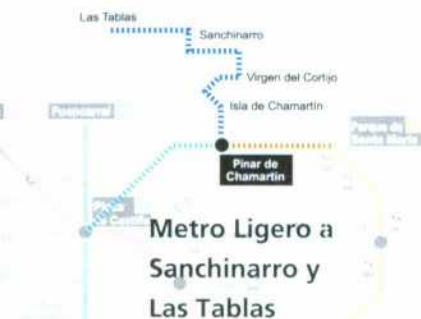 Las Tablas
Sanchinarro
Virgen del Cortijo
Isla de Chamartín
Pinar de
Chamartín
Metro Ligero a
Sanchinarro y
Las Tablas